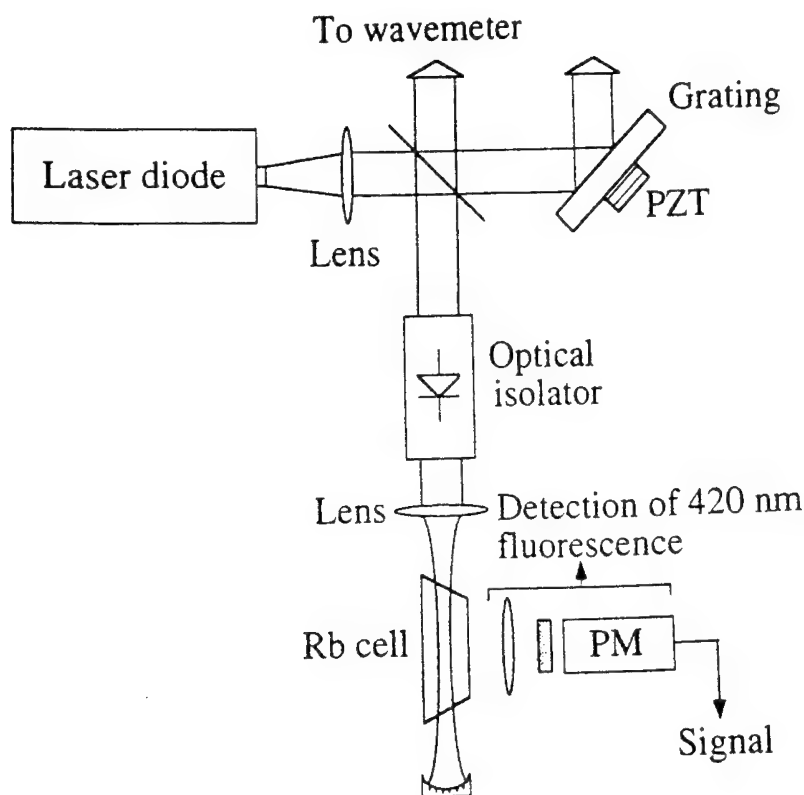 To wavemeter
Grating
Laser diode
PZT
Lens
Optical
isolator
Lens
Detection of 420 nm
fluorescence
Rb cell
PM
Signal